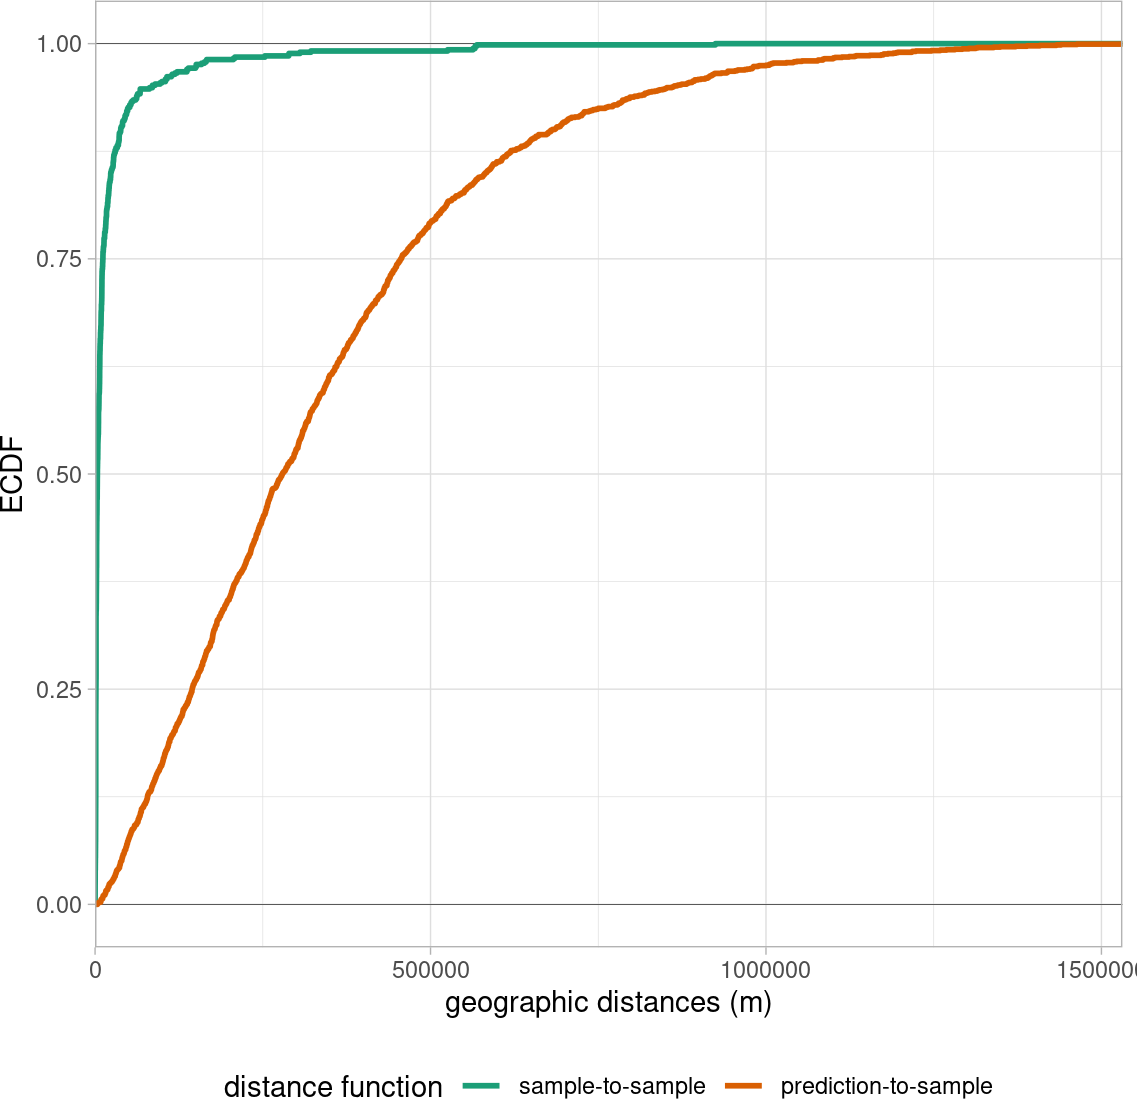 1.00
0.75
0.50
0.25
0.00
ECDF
0 500000 1000000 1500000
geographic distances (m)
distance function sample-to-sample prediction-to-sample